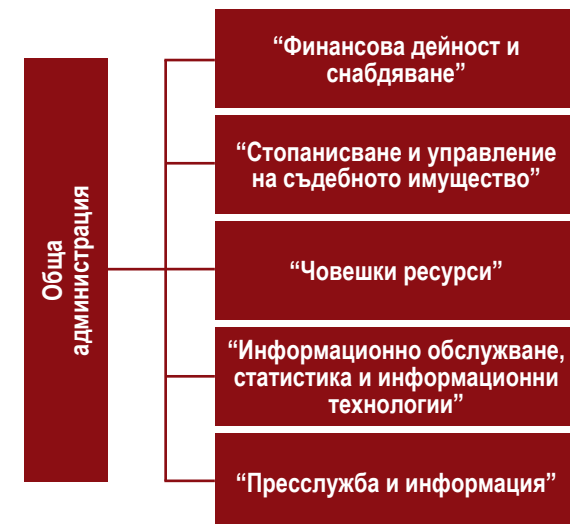 Обща
администрация
“Финансова дейност и
снабдяване”
“Стопанисване и управление
на съдебното имущество”
“Човешки ресурси”
“Информационно обслужване,
статистика и информационни
технологии”
“Пресслужба и информация”